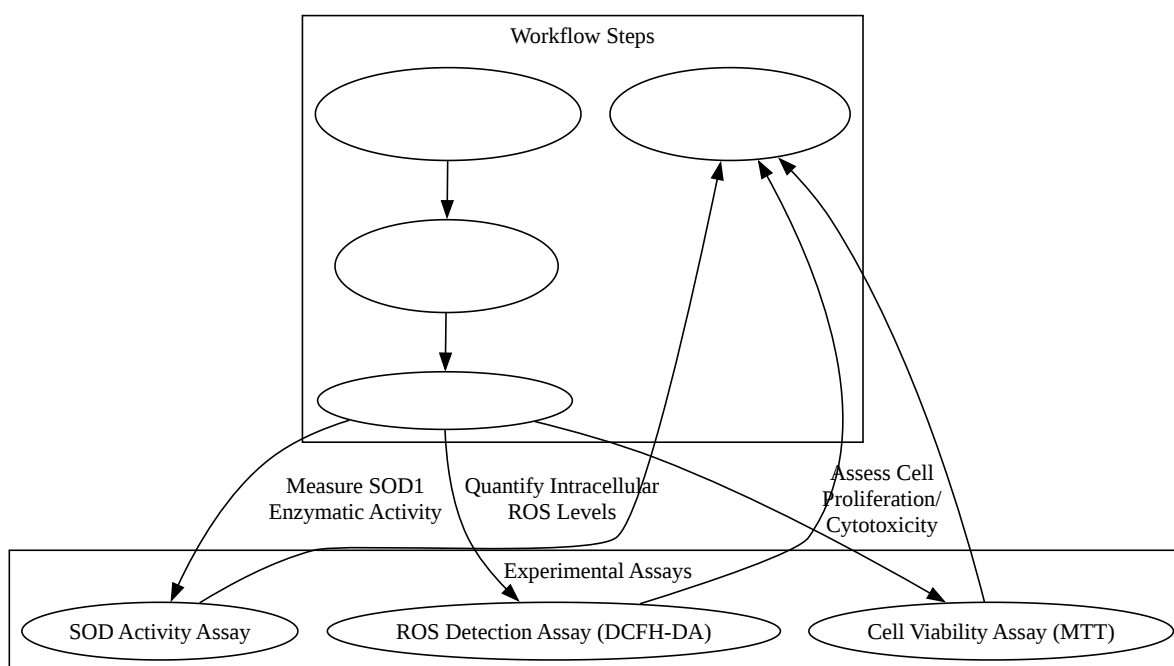 Workflow Steps
Measure SOD1
Enzymatic Activity
Quantify Intracellular
ROS Levels
Assess Cell
Proliferation/
Cytotoxicity
Experimental Assays
SOD Activity Assay
ROS Detection Assay (DCFH-DA)
Cell Viability Assay (MTT)